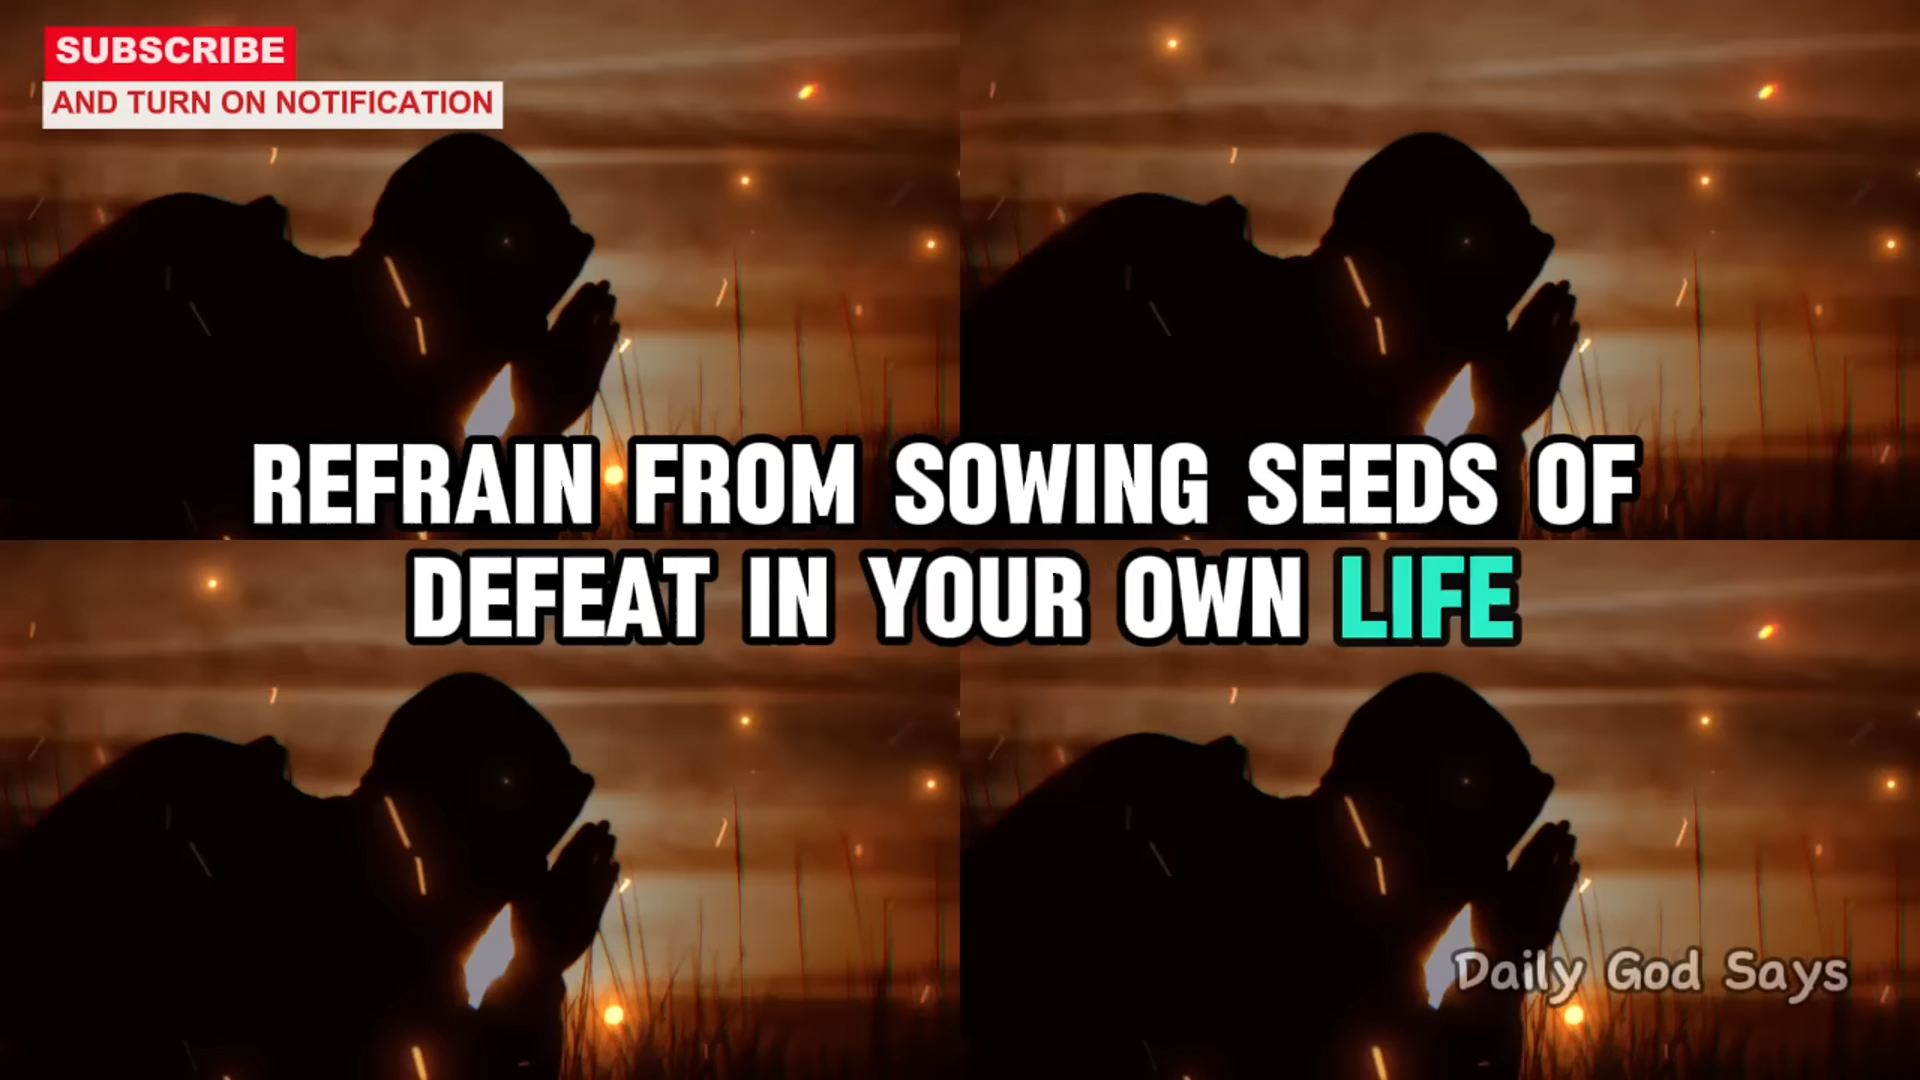 SUBSCRIBE
AND TURN ON NOTIFICATION
REFRAIN FROM SOWING SEEDS OF
DEFEAT IN YOUR OWN LIFE
Daily God Says